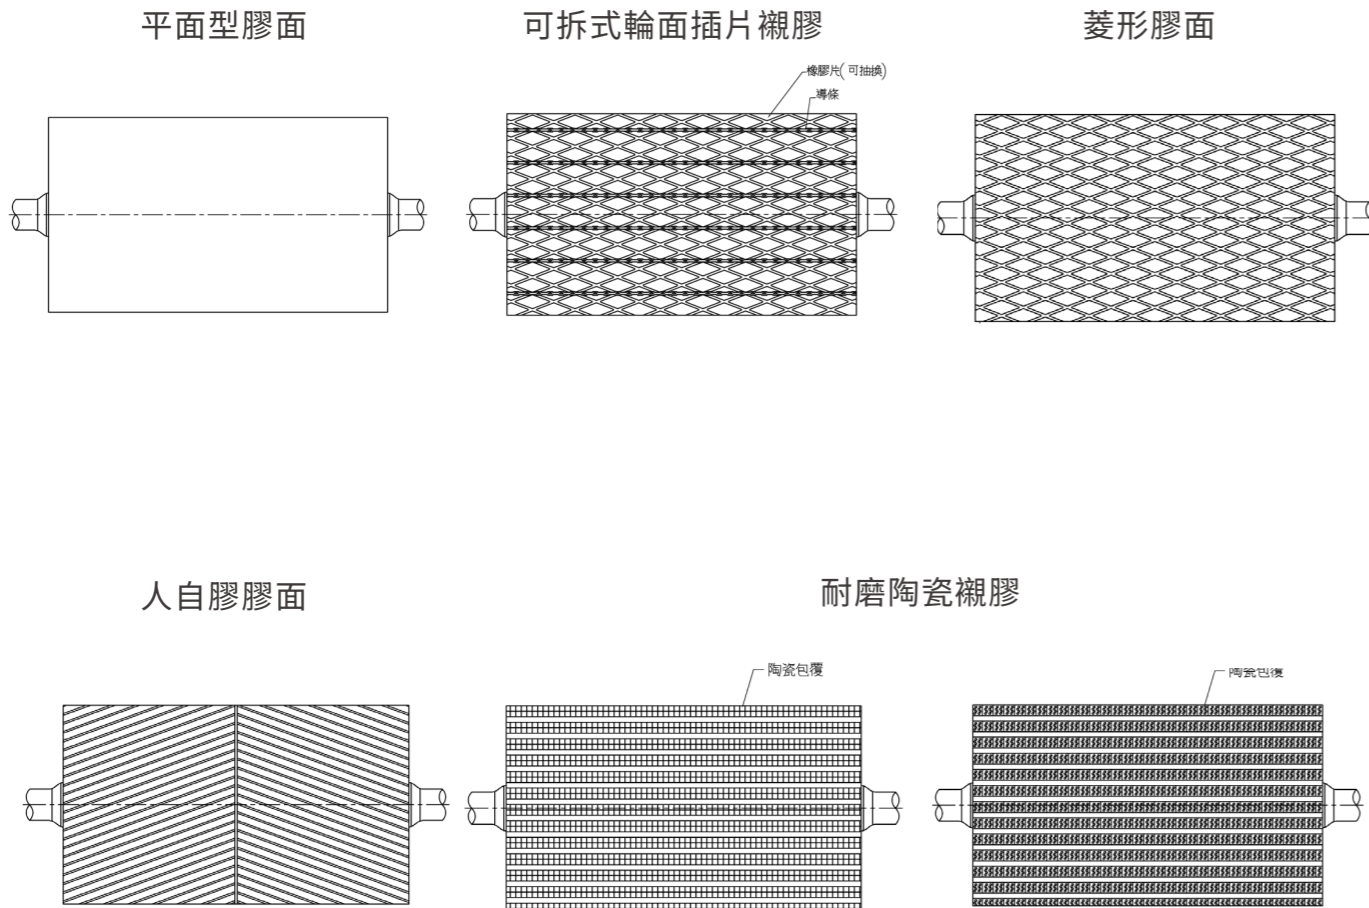 平面型膠面
可拆式輪面插片襯膠
菱形膠面
橡膠片(可抽換)
導條
人自膠膠面
耐磨陶瓷襯膠
陶瓷包覆
陶瓷包覆